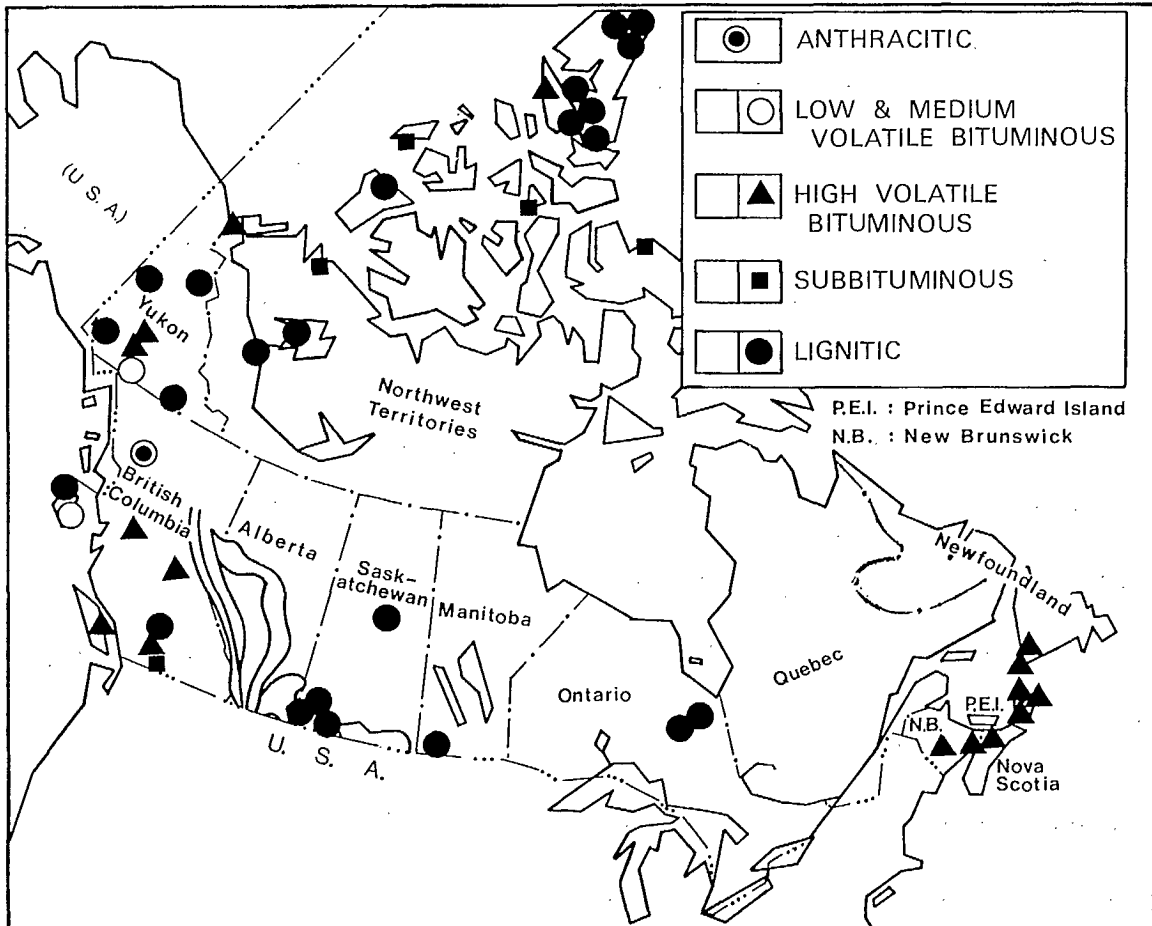 ANTHRACITIC
LOW & MEDIUM
VOLATILE BITUMINOUS
HIGH VOLATILE
BITUMINOUS
SUBBITUMINOUS
LIGNITIC
P.E.I. : Prince Edward Island
N.B. : New Brunswick
(U S A.)
Yukon
Northwest
Territories
British
Columbia
Alberta
Sask-
atchewan
Manitoba
Ontario
Quebec
Newfoundland
P.E.I.
N.B.
Nova
Scotia
U. S. A.